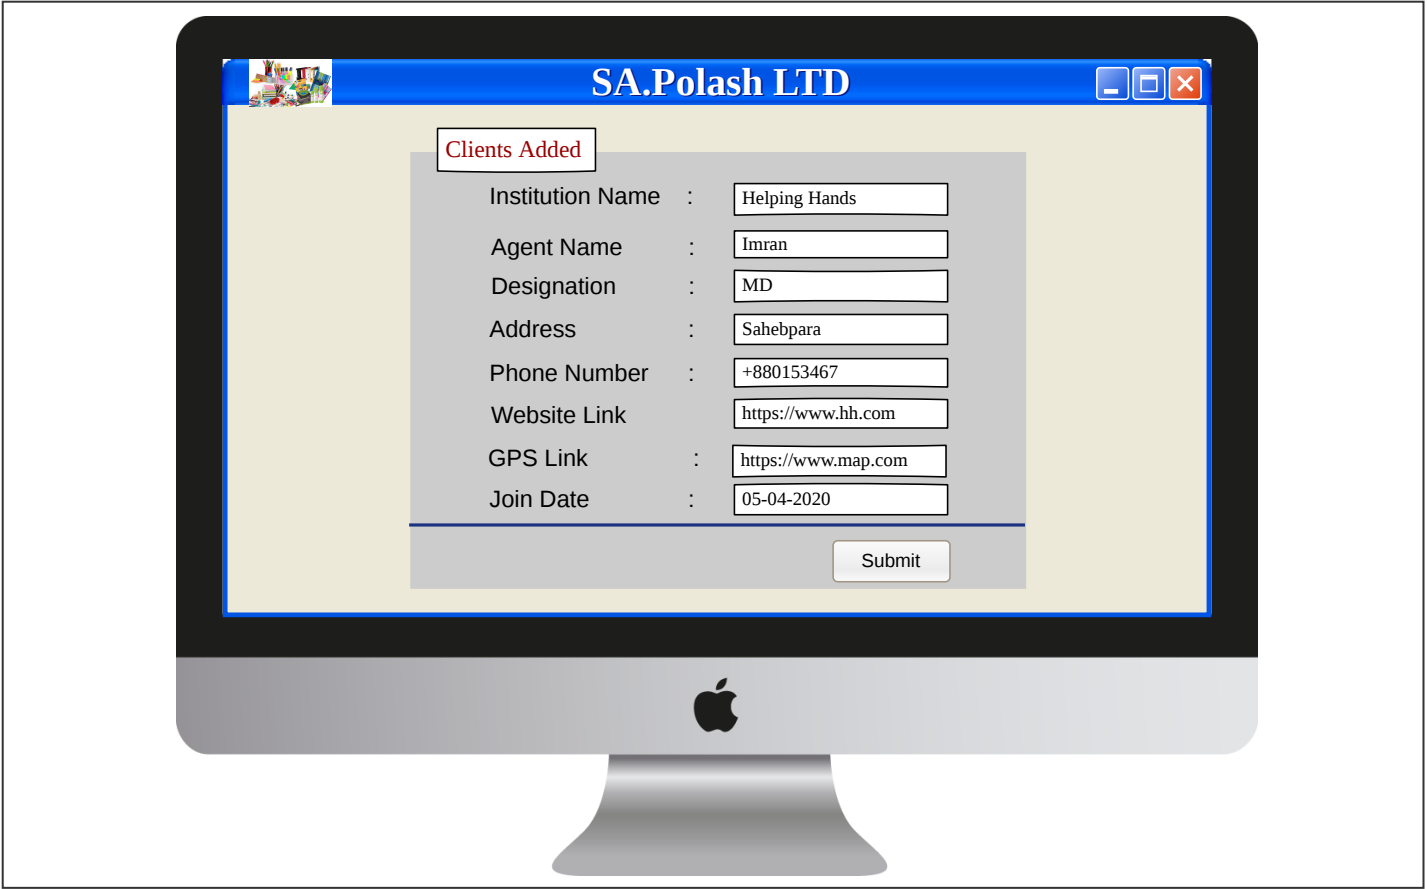 SA.Polash LTD
Clients Added
Institution Name : Helping Hands
Agent Name : Imran
Designation : MD
Address : Sahebpara
Phone Number : +880153467
Website Link https://www.hh.com
GPS Link : https://www.map.com
Join Date : 05-04-2020
Submit